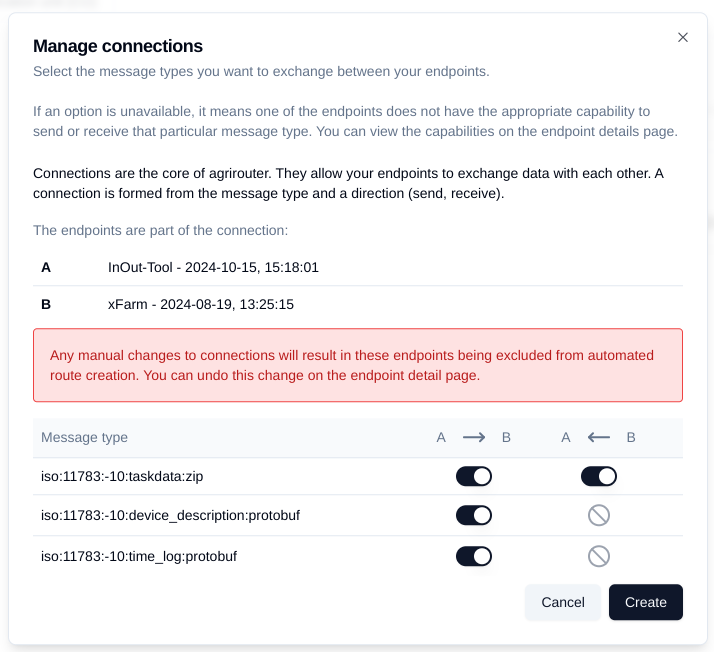 Manage connections
Select the message types you want to exchange between your endpoints.
If an option is unavailable, it means one of the endpoints does not have the appropriate capability to
send or receive that particular message type. You can view the capabilities on the endpoint details page.
Connections are the core of agrirouter. They allow your endpoints to exchange data with each other. A
connection is formed from the message type and a direction (send, receive).
The endpoints are part of the connection:
A InOut-Tool - 2024-10-15, 15:18:01
B xFarm - 2024-08-19, 13:25:15
Any manual changes to connections will result in these endpoints being excluded from automated
route creation. You can undo this change on the endpoint detail page.
Message type A → B A ← B
iso:11783:-10:taskdata:zip
iso:11783:-10:device_description:protobuf
iso:11783:-10:time_log:protobuf
Cancel Create